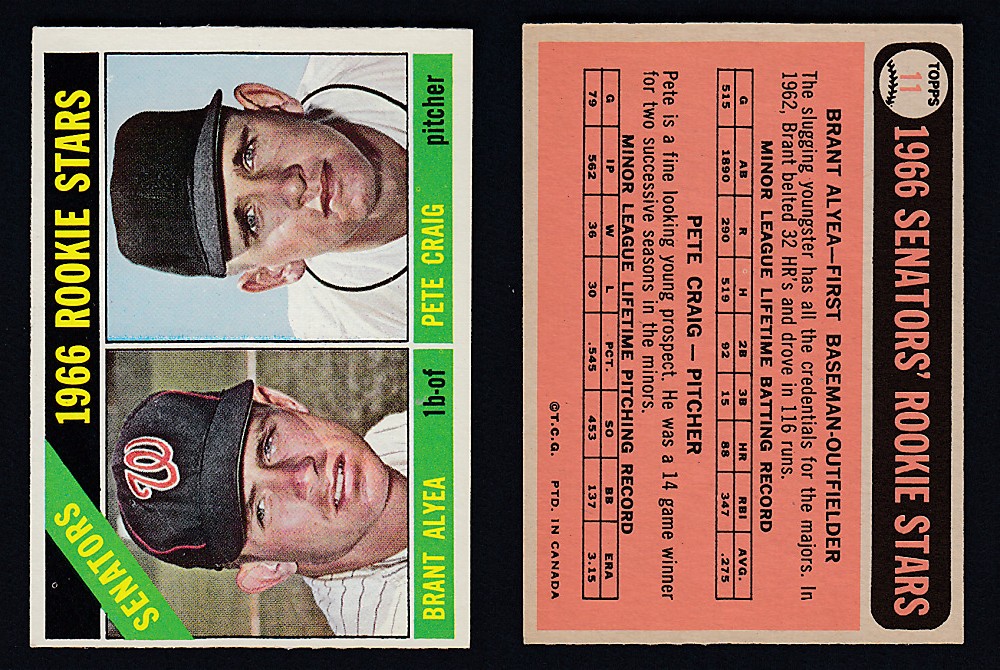 1966 ROOKIE STARS
SENATORS
W
BRANT ALYEA 1b-of
PETE CRAIG pitcher
TOPPS
11
1966 SENATORS' ROOKIE STARS
BRANT ALYEA—FIRST BASEMAN-OUTFIELDER
The slugging youngster has all the credentials for the majors. In
1962, Brant belted 32 HR's and drove in 116 runs.
MINOR LEAGUE LIFETIME BATTING RECORD
G AB R H 2B 3B HR RBI AVG.
515 1890 290 519 92 15 88 347 .275
PETE CRAIG — PITCHER
Pete is a fine looking young prospect. He was a 14 game winner
for two successive seasons in the minors.
MINOR LEAGUE LIFETIME PITCHING RECORD
G IP W L PCT. SO BB ERA
79 562 36 30 .545 453 137 3.15
©T.C.G. PTD. IN CANADA